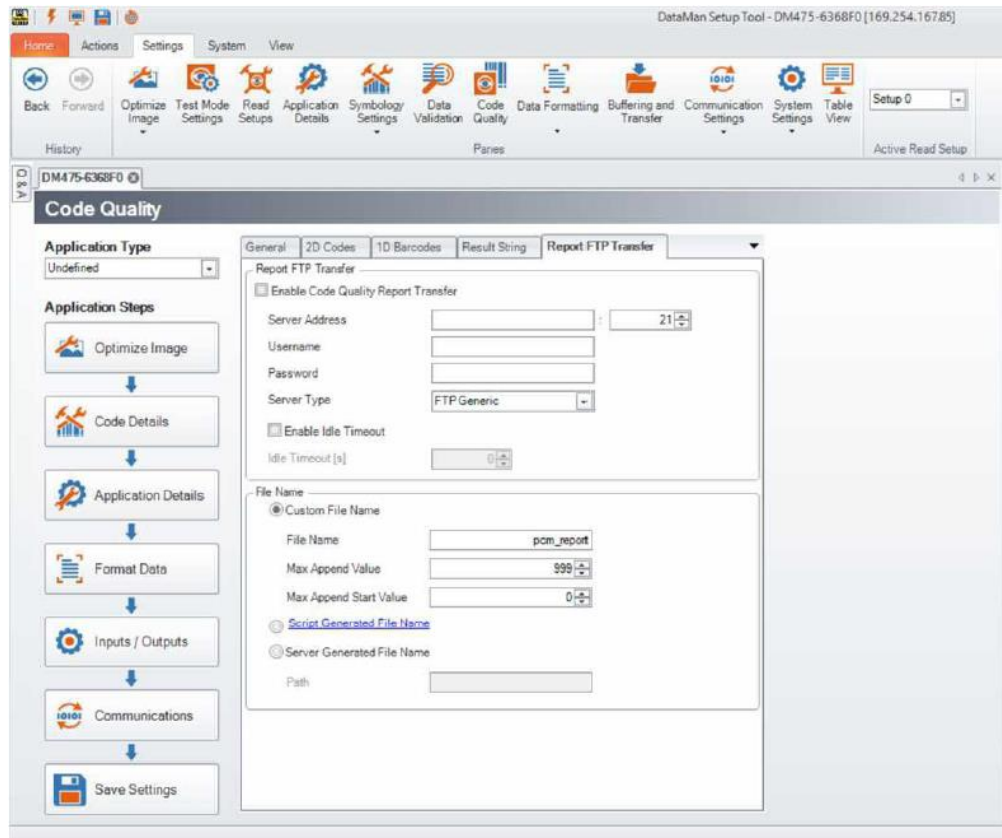 DataMan Setup Tool - DM475-6368F0 [169.254.167.85]
Home Actions Settings System View
Back Forward Optimize Image Test Mode Settings Read Setups Application Details Symbology Settings Data Validation Code Quality Data Formatting Buffering and Transfer Communication Settings System Settings Table View Setup 0
History Panes Active Read Setup
Q & A
DM475-6368F0
Code Quality
Application Type
Undefined
Application Steps
Optimize Image
Code Details
Application Details
Format Data
Inputs / Outputs
Communications
Save Settings
General 2D Codes 1D Barcodes Result String Report FTP Transfer
Report FTP Transfer
Enable Code Quality Report Transfer
Server Address : 21
Username
Password
Server Type FTP Generic
Enable Idle Timeout
Idle Timeout [s] 0
File Name
Custom File Name
File Name pcm_report
Max Append Value 999
Max Append Start Value 0
Script Generated File Name
Server Generated File Name
Path